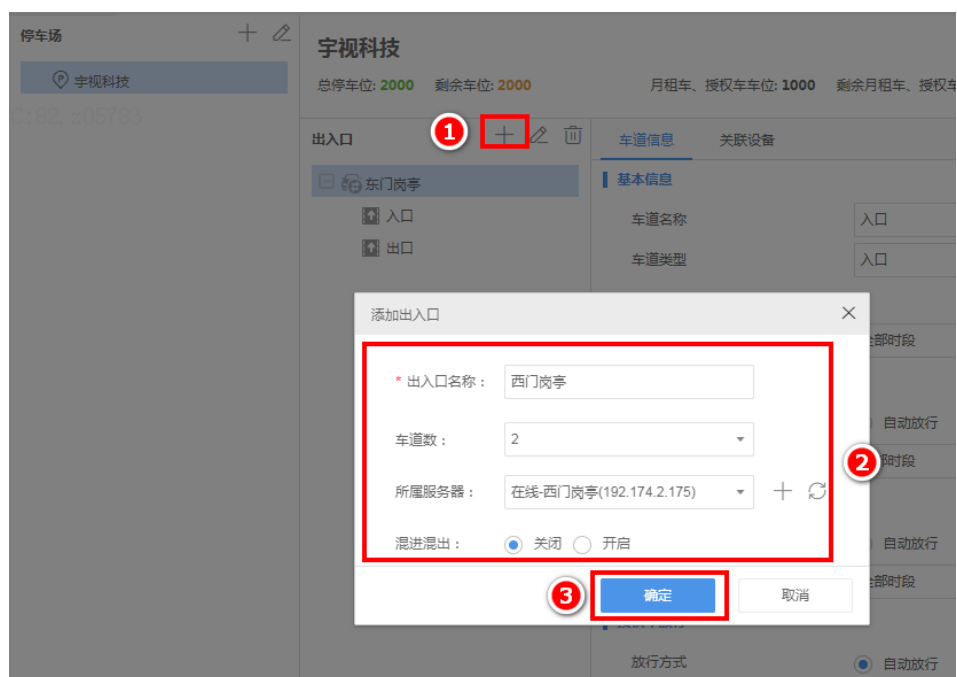 停车场
宇视科技
宇视科技
总停车位: 2000 剩余车位: 2000 月租车、授权车车位: 1000 剩余月租车、授权车
C:82, z05783
出入口
1
车道信息 关联设备
东门岗亭
基本信息
入口
车道名称 入口
出口
车道类型 入口
添加出入口
全部时段
* 出入口名称： 西门岗亭
自动放行
车道数： 2
2
部时段
所属服务器： 在线-西门岗亭(192.174.2.175)
混进混出： 关闭 开启
自动放行
3
确定 取消
全部时段
放行方式 自动放行